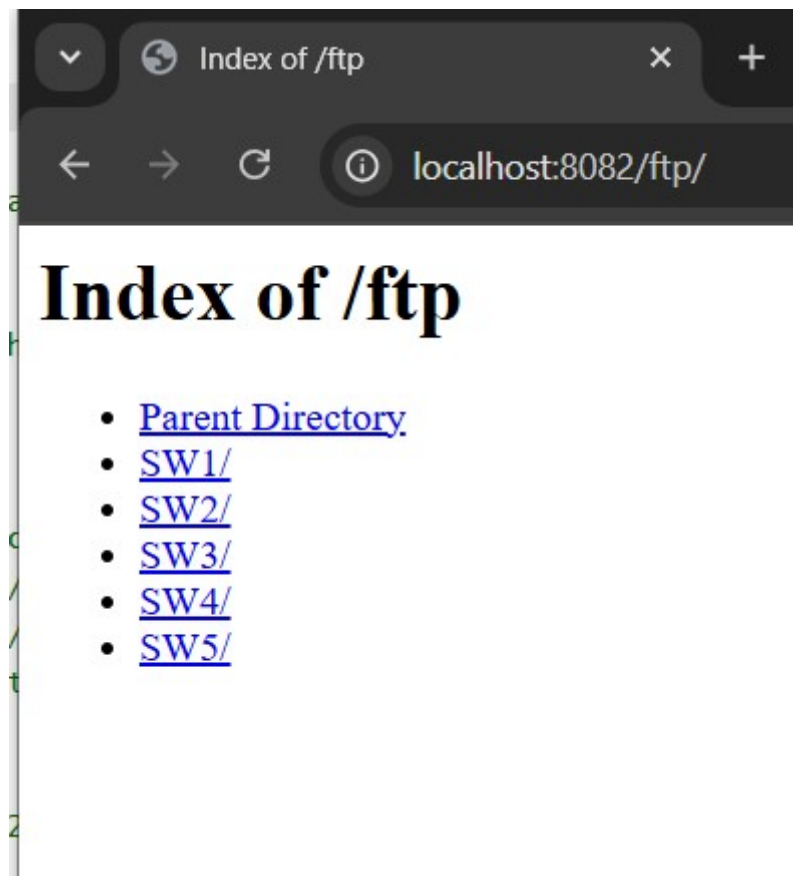 Index of /ftp
localhost:8082/ftp/
Index of /ftp
Parent Directory
SW1/
SW2/
SW3/
SW4/
SW5/